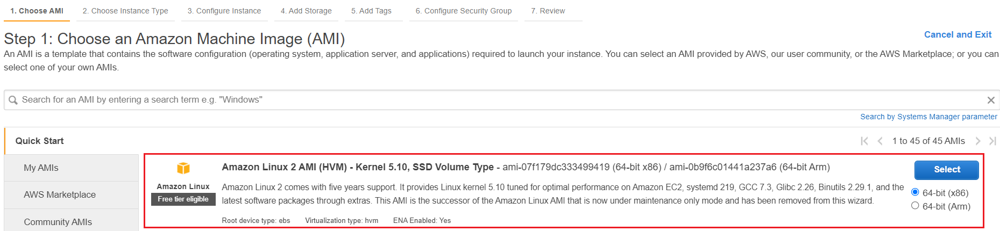 1. Choose AMI 2. Choose Instance Type 3. Configure Instance 4. Add Storage 5. Add Tags 6. Configure Security Group 7. Review
Step 1: Choose an Amazon Machine Image (AMI)
Cancel and Exit
An AMI is a template that contains the software configuration (operating system, application server, and applications) required to launch your instance. You can select an AMI provided by AWS, our user community, or the AWS Marketplace; or you can
select one of your own AMIs.
Search for an AMI by entering a search term e.g. "Windows"
Search by Systems Manager parameter
Quick Start
1 to 45 of 45 AMIs
My AMIs
AWS Marketplace
Community AMIs
Amazon Linux
Free tier eligible
Amazon Linux 2 AMI (HVM) - Kernel 5.10, SSD Volume Type - ami-07f179dc333499419 (64-bit x86) / ami-0b9f6c01441a237a6 (64-bit Arm)
Amazon Linux 2 comes with five years support. It provides Linux kernel 5.10 tuned for optimal performance on Amazon EC2, systemd 219, GCC 7.3, Glibc 2.26, Binutils 2.29.1, and the
latest software packages through extras. This AMI is the successor of the Amazon Linux AMI that is now under maintenance only mode and has been removed from this wizard.
Root device type: ebs Virtualization type: hvm ENA Enabled: Yes
Select
64-bit (x86)
64-bit (Arm)